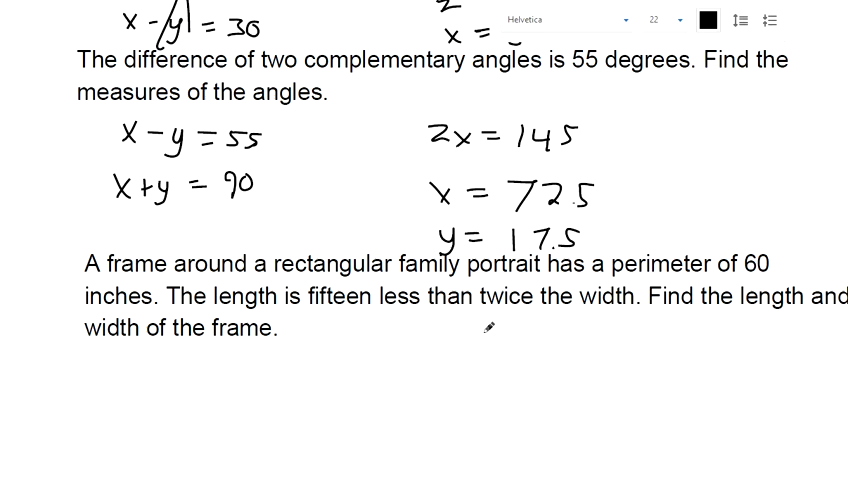 x - y = 30
x =
Helvetica 22
The difference of two complementary angles is 55 degrees. Find the
measures of the angles.
x - y = 55
2x = 145
x + y = 90
x = 72.5
y = 17.5
A frame around a rectangular family portrait has a perimeter of 60
inches. The length is fifteen less than twice the width. Find the length and
width of the frame.